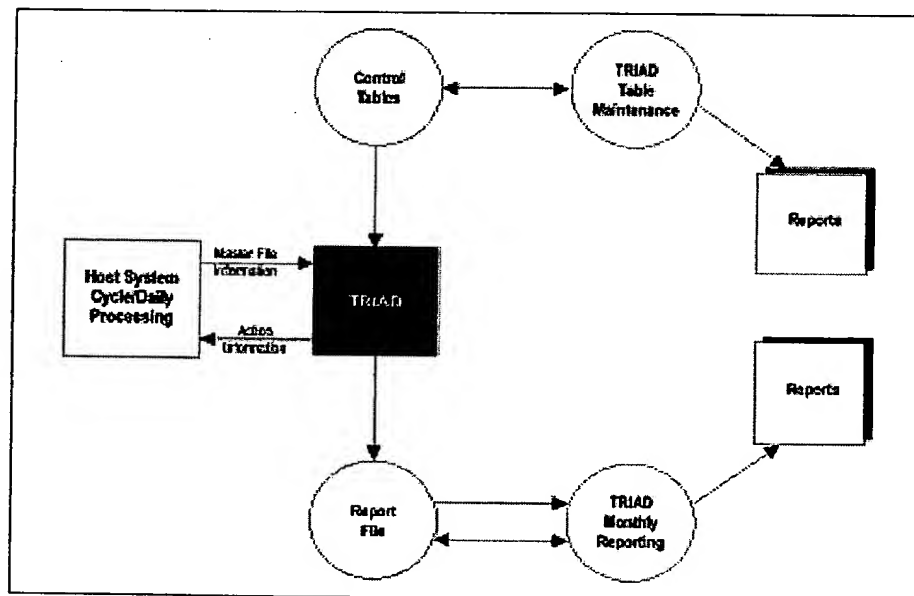 Control
Tables
TRIAD
Table
Maintenance
Reports
Master File
Information
Host System
Cycle/Daily
Processing
TRIAD
Action
Information
Reports
Report
File
TRIAD
Monthly
Reporting